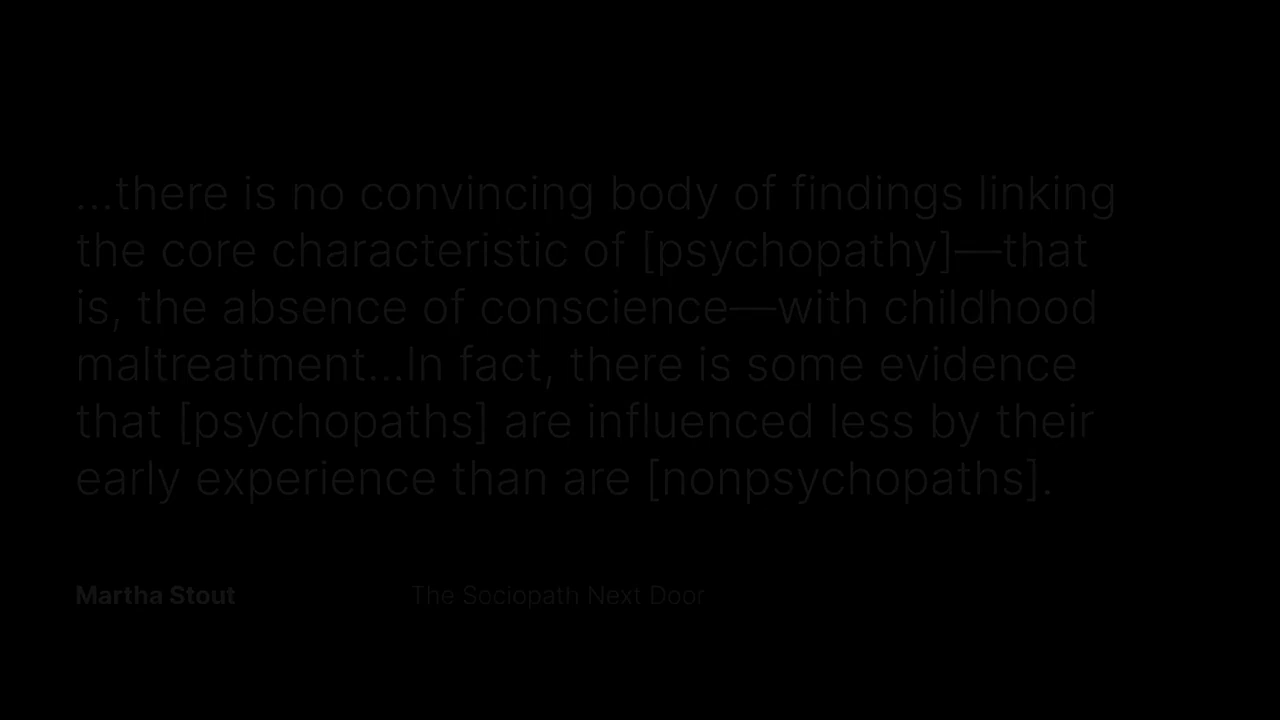 ...there is no convincing body of findings linking
the core characteristic of [psychopathy]—that
is, the absence of conscience—with childhood
maltreatment...In fact, there is some evidence
that [psychopaths] are influenced less by their
early experience than are [nonpsychopaths].
Martha Stout The Sociopath Next Door